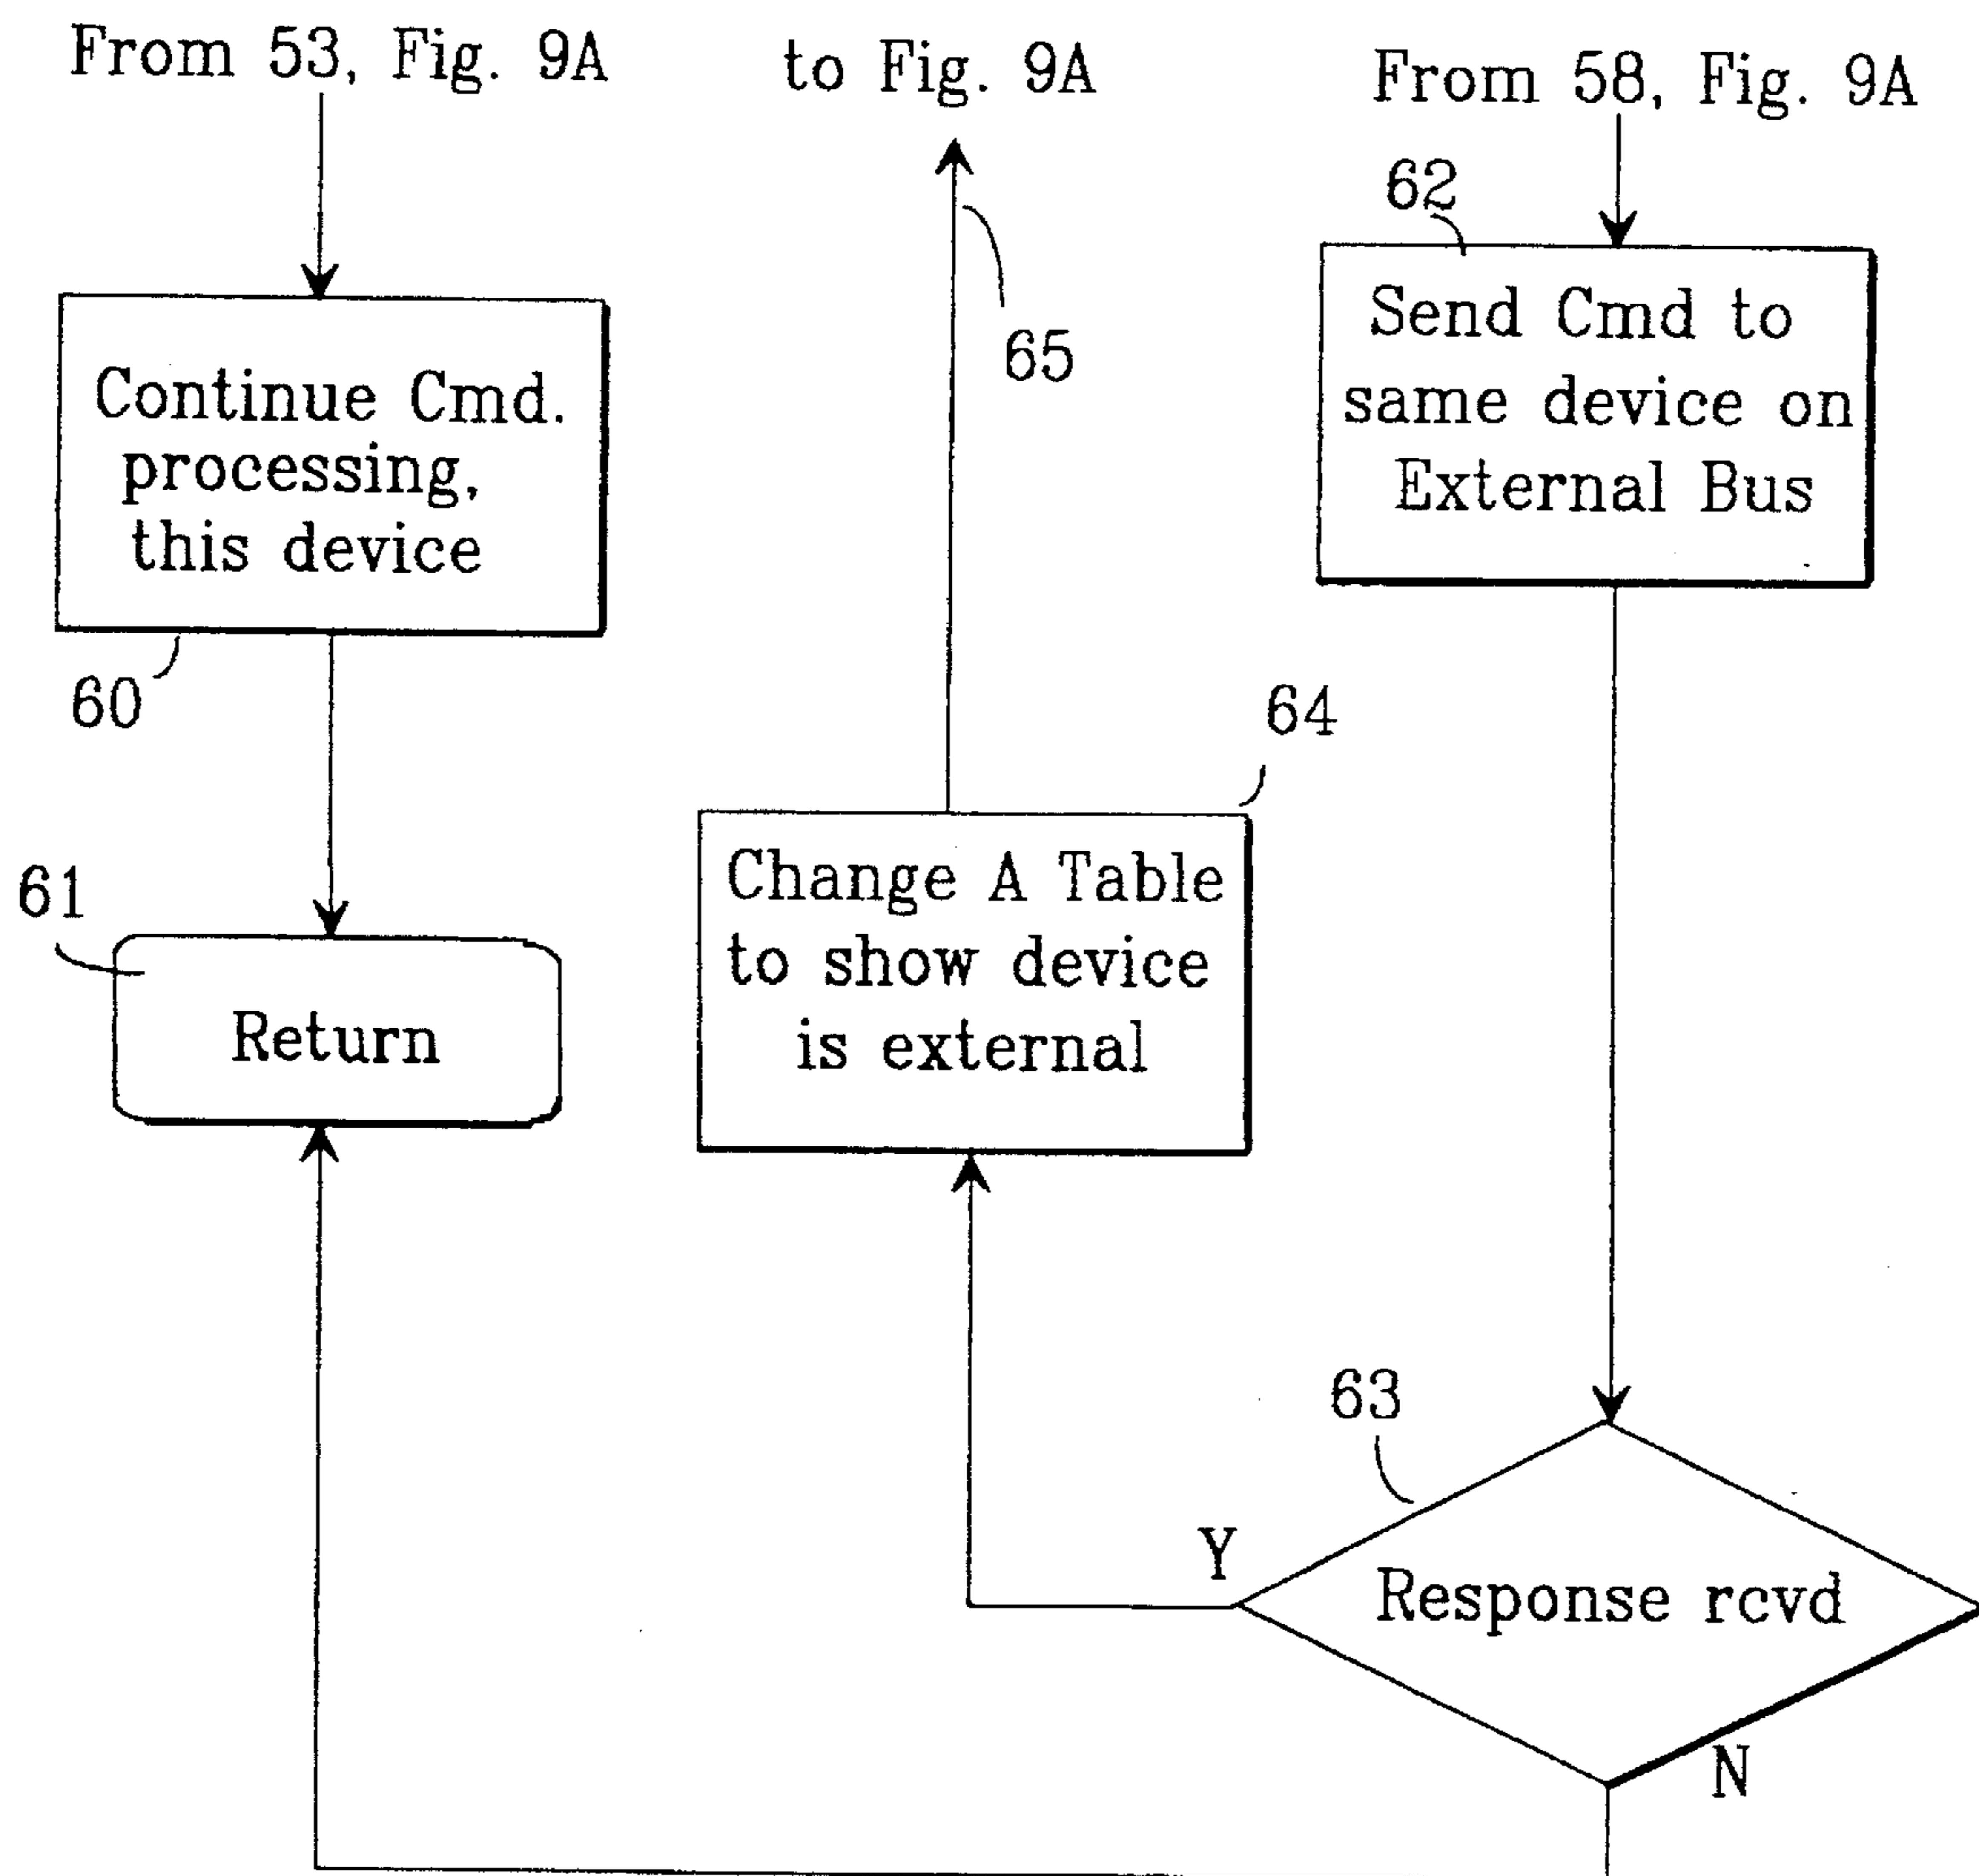 From 53, Fig. 9A
to Fig. 9A
From 58, Fig. 9A
62
Send Cmd to
same device on
External Bus
65
Continue Cmd.
processing,
this device
60
64
61
Return
Change A Table
to show device
is external
63
Y
Response rcvd
N